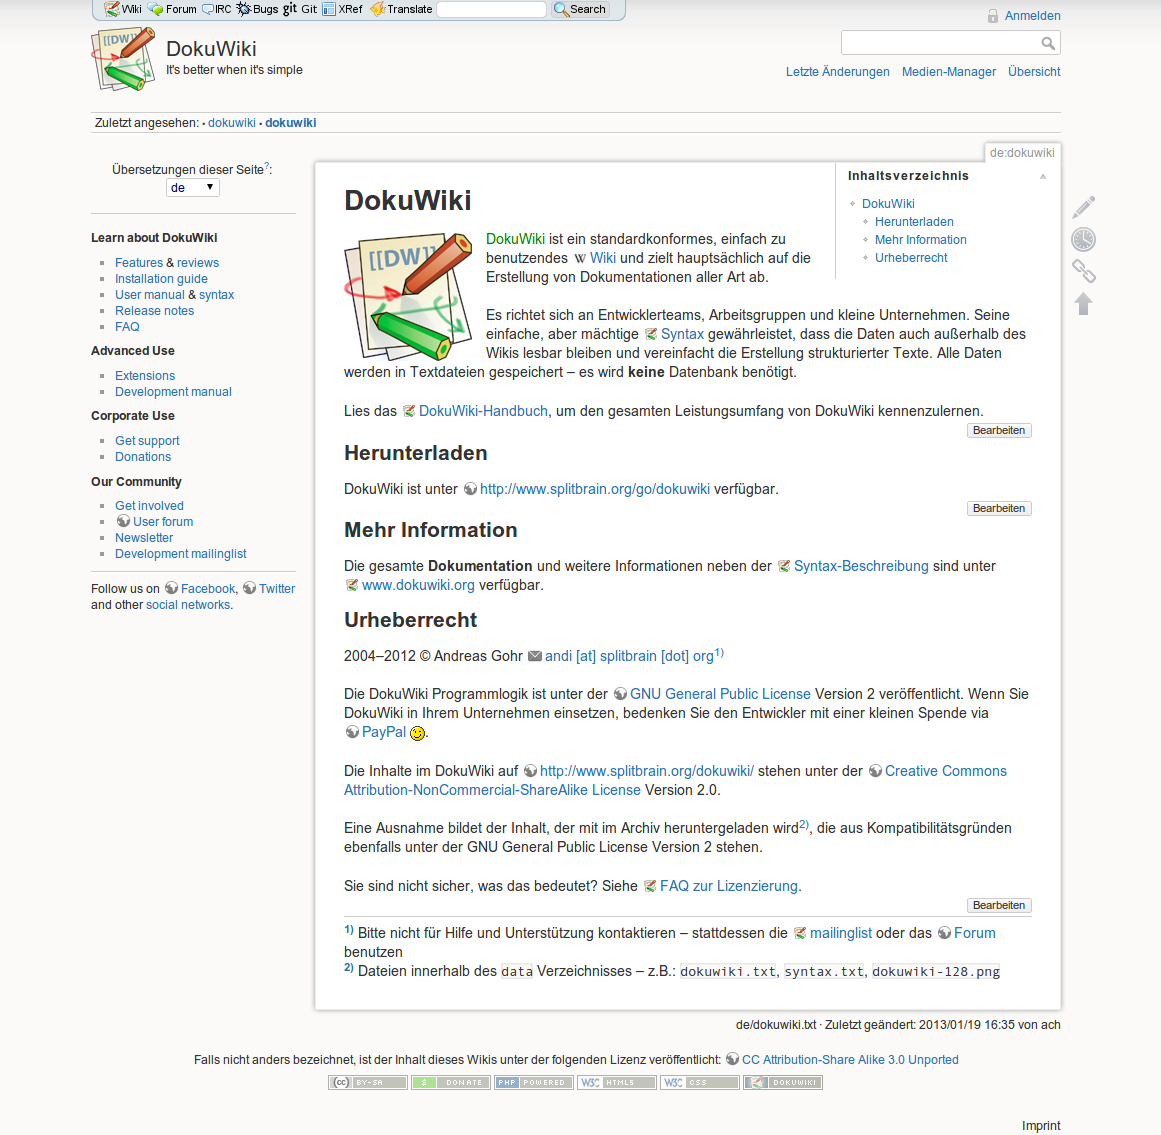 Wiki Forum IRC Bugs git Git XRef Translate Search
Anmelden
[[DW]]
DokuWiki
It's better when it's simple
Letzte Änderungen Medien-Manager Übersicht
Zuletzt angesehen: • dokuwiki • dokuwiki
de:dokuwiki
Übersetzungen dieser Seite?:
de
Learn about DokuWiki
Features & reviews
Installation guide
User manual & syntax
Release notes
FAQ
Advanced Use
Extensions
Development manual
Corporate Use
Get support
Donations
Our Community
Get involved
User forum
Newsletter
Development mailinglist
Follow us on Facebook, Twitter
and other social networks.
Inhaltsverzeichnis
DokuWiki
Herunterladen
Mehr Information
Urheberrecht
DokuWiki
[[DW]]
DokuWiki ist ein standardkonformes, einfach zu
benutzendes W Wiki und zielt hauptsächlich auf die
Erstellung von Dokumentationen aller Art ab.
Es richtet sich an Entwicklerteams, Arbeitsgruppen und kleine Unternehmen. Seine
einfache, aber mächtige Syntax gewährleistet, dass die Daten auch außerhalb des
Wikis lesbar bleiben und vereinfacht die Erstellung strukturierter Texte. Alle Daten
werden in Textdateien gespeichert – es wird keine Datenbank benötigt.
Lies das DokuWiki-Handbuch, um den gesamten Leistungsumfang von DokuWiki kennenzulernen.
Bearbeiten
Herunterladen
DokuWiki ist unter http://www.splitbrain.org/go/dokuwiki verfügbar.
Bearbeiten
Mehr Information
Die gesamte Dokumentation und weitere Informationen neben der Syntax-Beschreibung sind unter
www.dokuwiki.org verfügbar.
Urheberrecht
2004–2012 © Andreas Gohr andi [at] splitbrain [dot] org1)
Die DokuWiki Programmlogik ist unter der GNU General Public License Version 2 veröffentlicht. Wenn Sie
DokuWiki in Ihrem Unternehmen einsetzen, bedenken Sie den Entwickler mit einer kleinen Spende via
PayPal .
Die Inhalte im DokuWiki auf http://www.splitbrain.org/dokuwiki/ stehen unter der Creative Commons
Attribution-NonCommercial-ShareAlike License Version 2.0.
Eine Ausnahme bildet der Inhalt, der mit im Archiv heruntergeladen wird2), die aus Kompatibilitätsgründen
ebenfalls unter der GNU General Public License Version 2 stehen.
Sie sind nicht sicher, was das bedeutet? Siehe FAQ zur Lizenzierung.
Bearbeiten
1) Bitte nicht für Hilfe und Unterstützung kontaktieren – stattdessen die mailinglist oder das Forum
benutzen
2) Dateien innerhalb des data Verzeichnisses – z.B.: dokuwiki.txt, syntax.txt, dokuwiki-128.png
de/dokuwiki.txt · Zuletzt geändert: 2013/01/19 16:35 von ach
Falls nicht anders bezeichnet, ist der Inhalt dieses Wikis unter der folgenden Lizenz veröffentlicht: CC Attribution-Share Alike 3.0 Unported
(cc) BY-SA $ DONATE PHP POWERED W3C HTML5 W3C CSS DOKUWIKI
Imprint